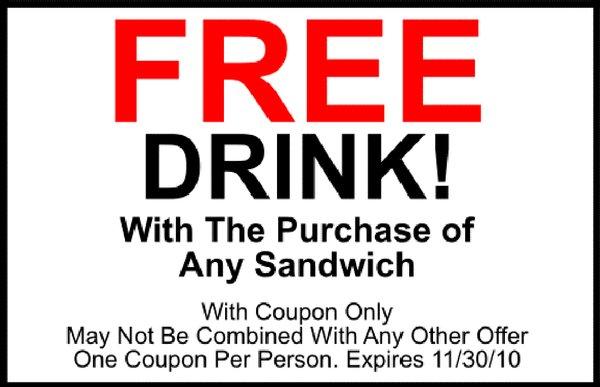 FREE
DRINK!
With The Purchase of
Any Sandwich
With Coupon Only
May Not Be Combined With Any Other Offer
One Coupon Per Person. Expires 11/30/10